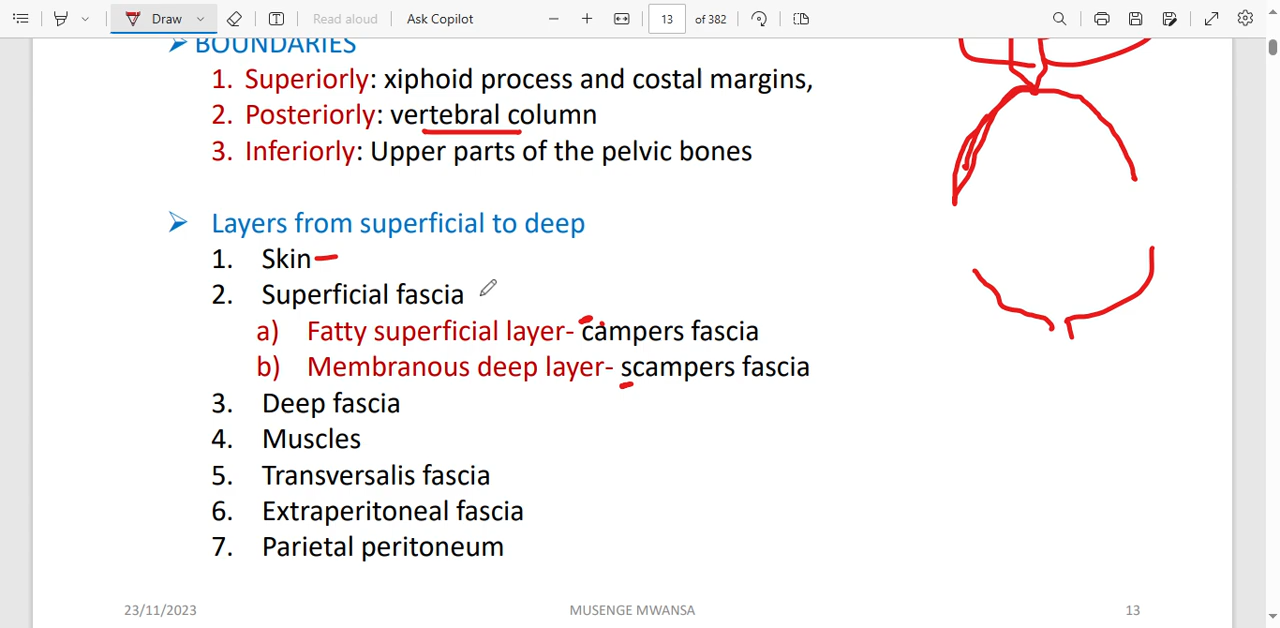 Draw
Read aloud
Ask Copilot
13 of 382
BOUNDARIES
1. Superiorly: xiphoid process and costal margins,
2. Posteriorly: vertebral column
3. Inferiorly: Upper parts of the pelvic bones
Layers from superficial to deep
1. Skin
2. Superficial fascia
a) Fatty superficial layer- campers fascia
b) Membranous deep layer- scampers fascia
3. Deep fascia
4. Muscles
5. Transversalis fascia
6. Extraperitoneal fascia
7. Parietal peritoneum
23/11/2023
MUSENGE MWANSA
13